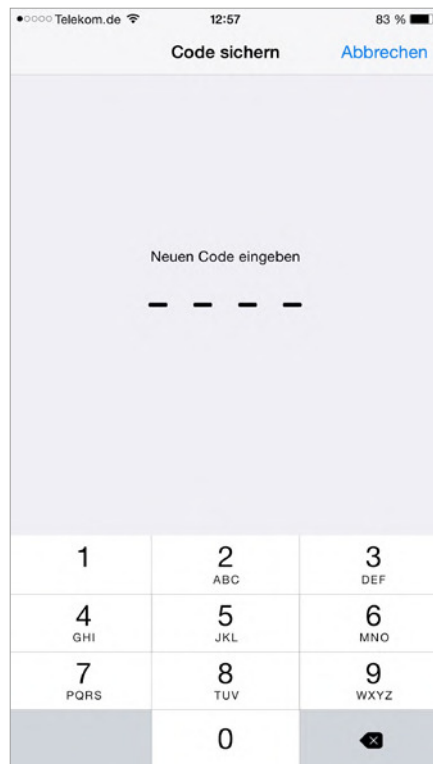 Telekom.de 12:57 83 %
Code sichern Abbrechen
Neuen Code eingeben
1 2 3
ABC DEF
4 5 6
GHI JKL MNO
7 8 9
PQRS TUV WXYZ
0